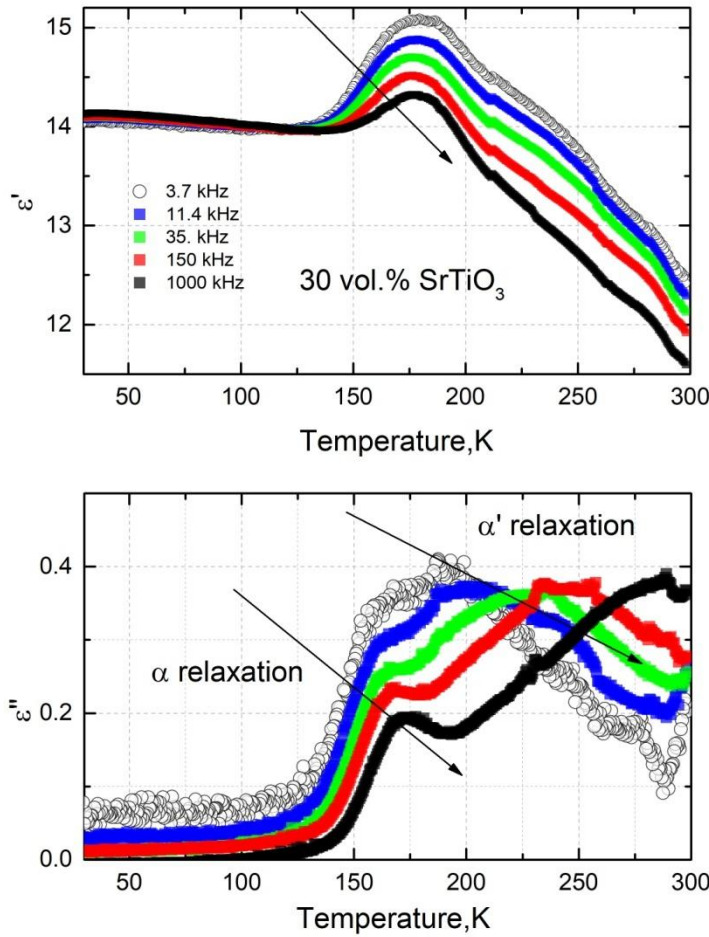 15
14
13
12
ε'
3.7 kHz
11.4 kHz
35. kHz
150 kHz
1000 kHz
30 vol.% SrTiO₃
50 100 150 200 250 300
Temperature,K
0.4
0.2
0.0
ε''
α' relaxation
α relaxation
50 100 150 200 250 300
Temperature,K